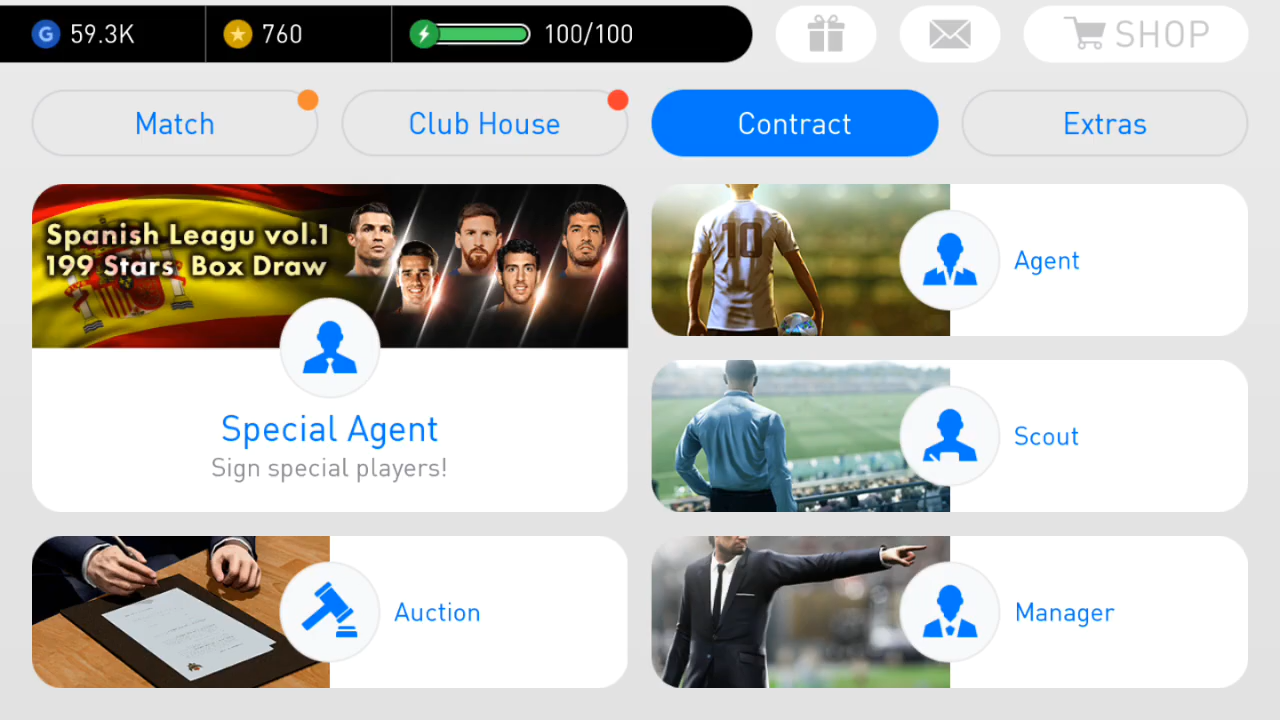 G 59.3K
760
100/100
SHOP
Match
Club House
Contract
Extras
Spanish Leagu vol.1
199 Stars Box Draw
Special Agent
Sign special players!
10
Agent
Scout
Auction
Manager